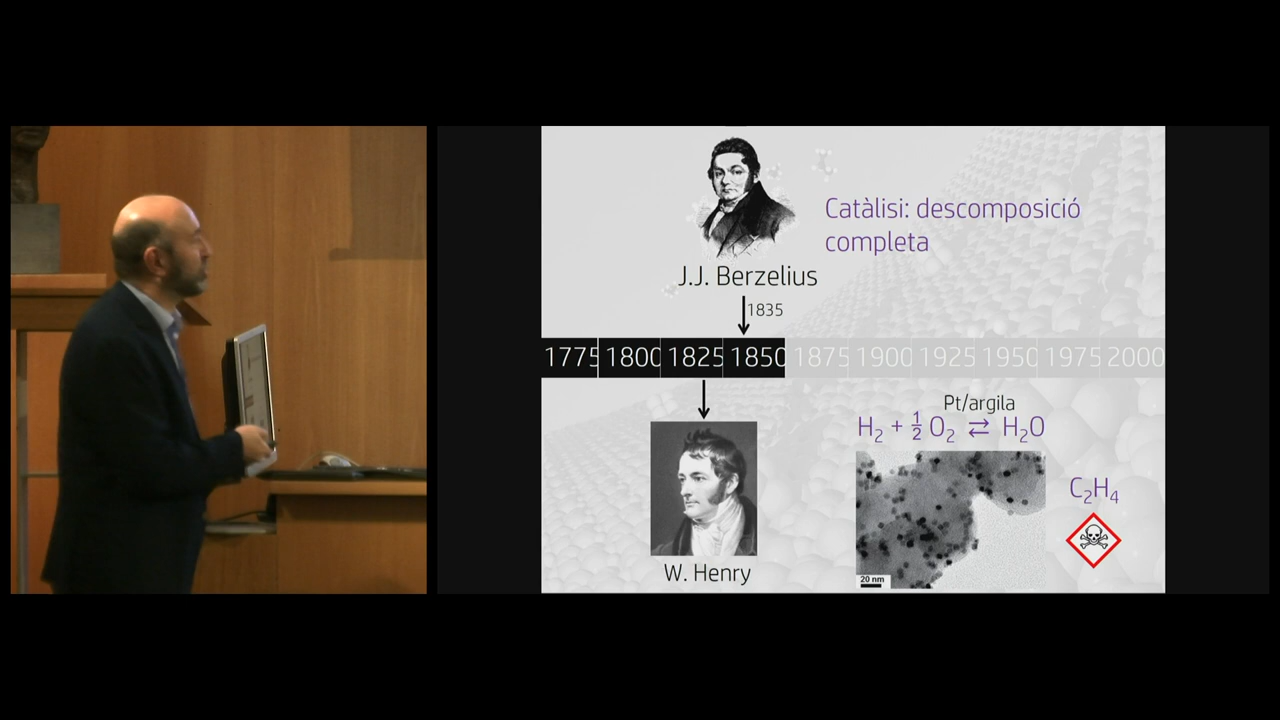 Catàlisi: descomposició
completa
J.J. Berzelius
1835
1775 1800 1825 1850 1875 1900 1925 1950 1975 2000
Pt/argila
H₂ + ½ O₂ ⇄ H₂O
C₂H₄
20 nm
W. Henry